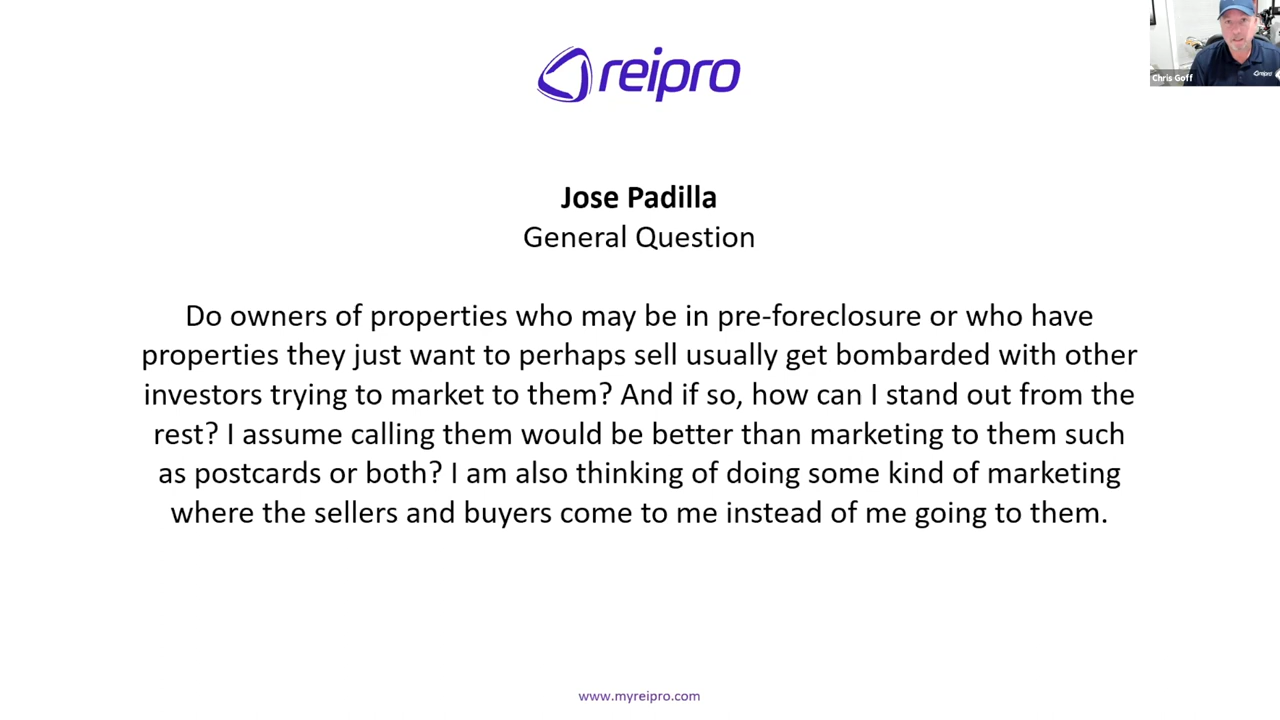 reipro
Chris Goff
reipro
Jose Padilla
General Question
Do owners of properties who may be in pre-foreclosure or who have
properties they just want to perhaps sell usually get bombarded with other
investors trying to market to them? And if so, how can I stand out from the
rest? I assume calling them would be better than marketing to them such
as postcards or both? I am also thinking of doing some kind of marketing
where the sellers and buyers come to me instead of me going to them.
www.myreipro.com